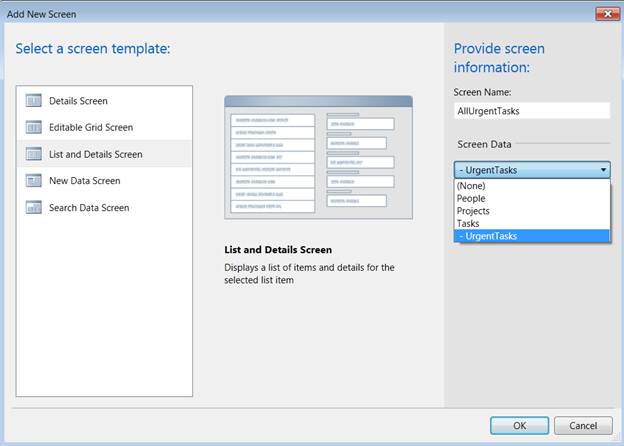 Add New Screen
Select a screen template:
Details Screen
Editable Grid Screen
List and Details Screen
New Data Screen
Search Data Screen
List and Details Screen
Displays a list of items and details for the
selected list item
Provide screen
information:
Screen Name:
AllUrgentTasks
Screen Data
- UrgentTasks
(None)
People
Projects
Tasks
- UrgentTasks
OK
Cancel